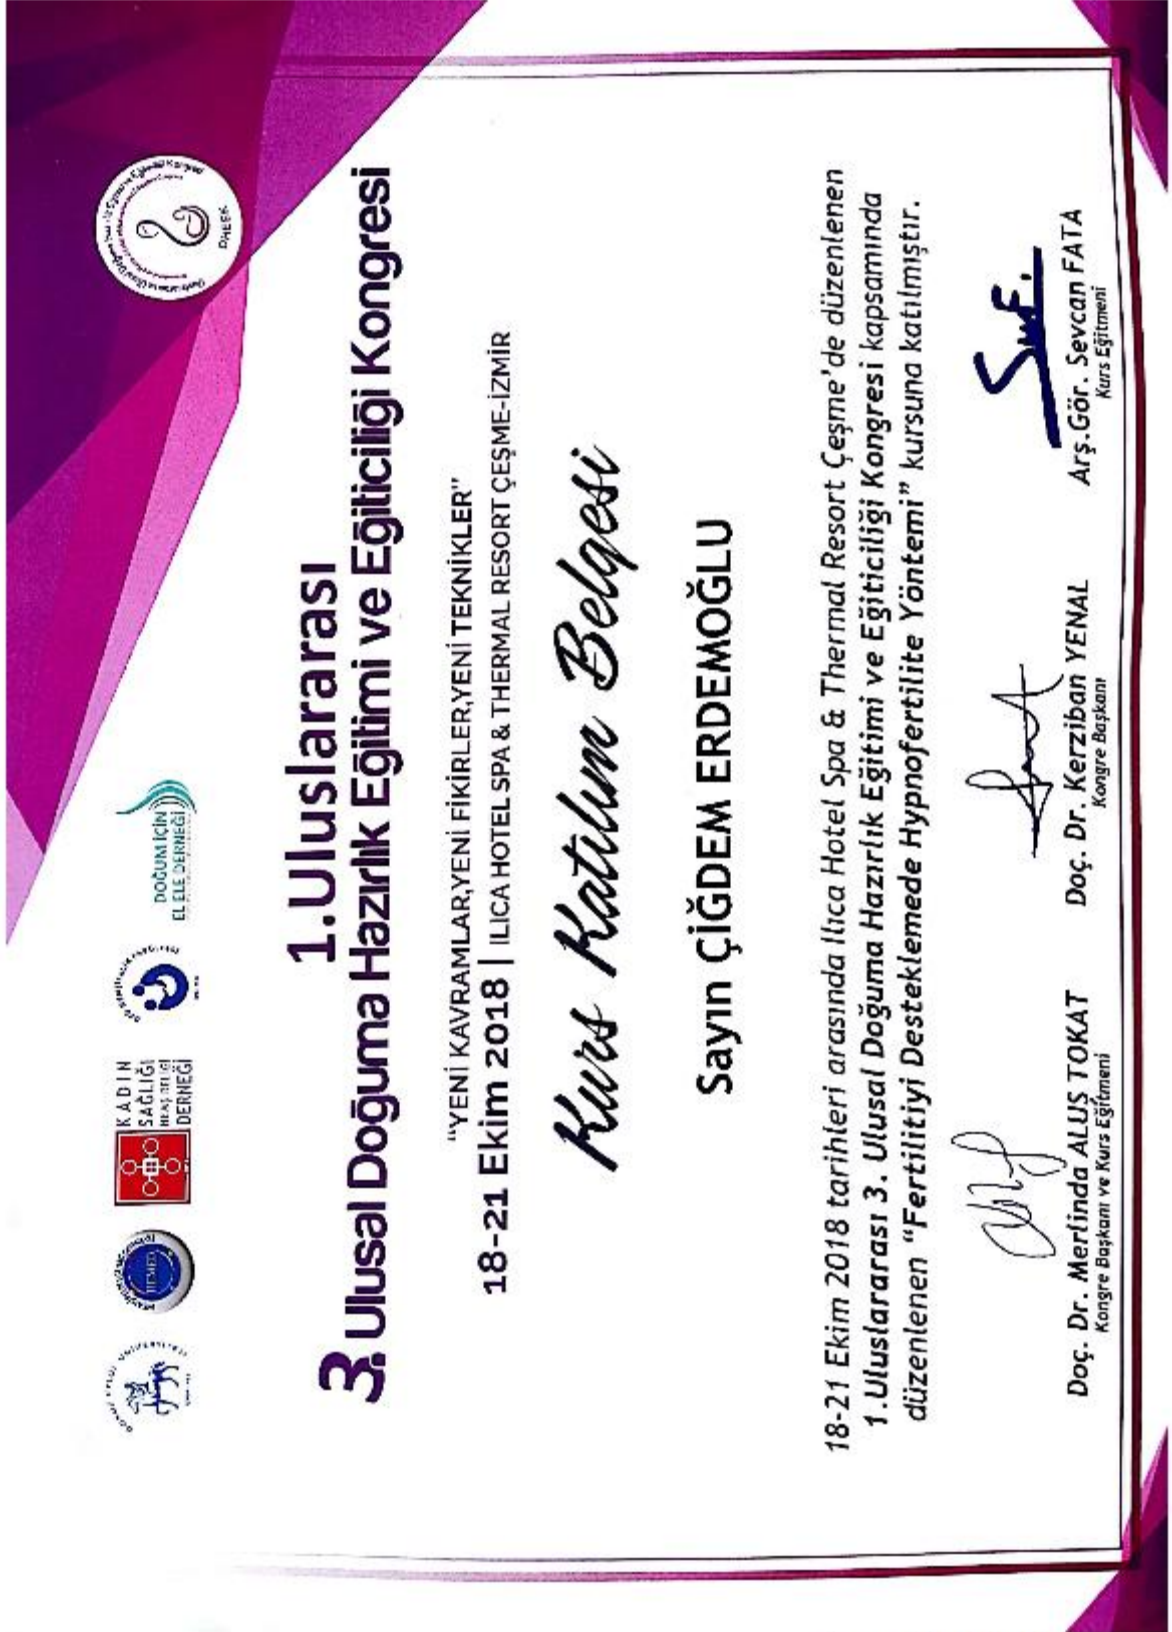 KADIN
SAĞLIĞI
HEMŞİRELİĞİ
DERNEĞİ
DOĞUM İÇİN
EL ELE DERNEĞİ
DHEEK
1.Uluslararası
3. Ulusal Doğuma Hazırlık Eğitimi ve Eğiticiliği Kongresi
"YENİ KAVRAMLAR,YENİ FİKİRLER,YENİ TEKNİKLER"
18-21 Ekim 2018 | ILICA HOTEL SPA & THERMAL RESORT ÇEŞME-İZMİR
Kurs Katılım Belgesi
Sayın ÇİĞDEM ERDEMOĞLU
18-21 Ekim 2018 tarihleri arasında Ilıca Hotel Spa & Thermal Resort Çeşme'de düzenlenen
1.Uluslararası 3. Ulusal Doğuma Hazırlık Eğitimi ve Eğiticiliği Kongresi kapsamında
düzenlenen "Fertilitiyi Desteklemede Hypnofertilite Yöntemi" kursuna katılmıştır.
Doç. Dr. Merlinda ALUŞ TOKAT
Kongre Başkanı ve Kurs Eğitmeni
Doç. Dr. Kerziban YENAL
Kongre Başkanı
Arş.Gör. Sevcan FATA
Kurs Eğitmeni